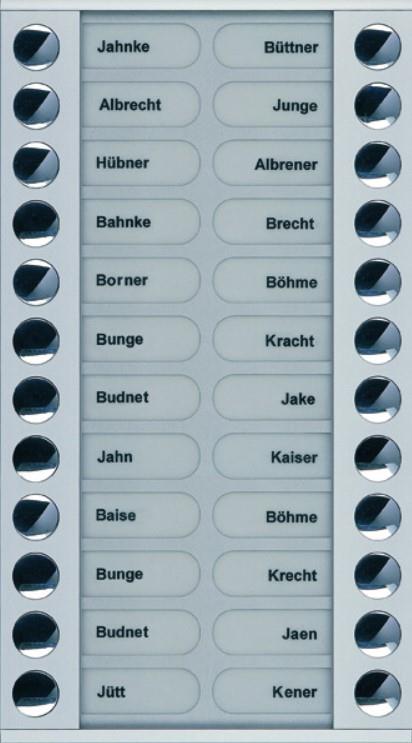 Jahnke Büttner
Albrecht Junge
Hübner Albrener
Bahnke Brecht
Borner Böhme
Bunge Kracht
Budnet Jake
Jahn Kaiser
Baise Böhme
Bunge Krecht
Budnet Jaen
Jütt Kener